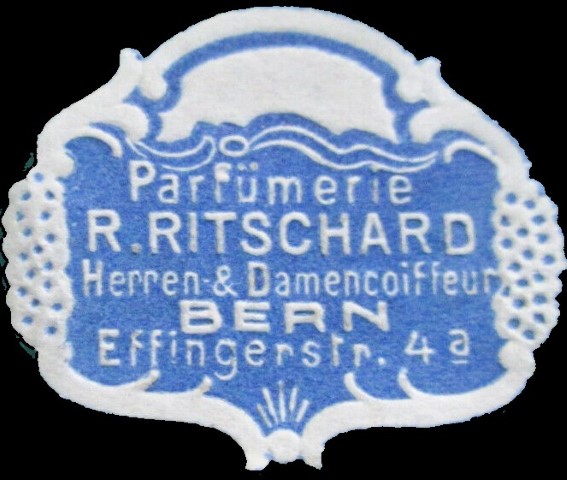 Parfümerie
R. RITSCHARD
Herren- & Damencoiffeur
BERN
Effingerstr. 4a